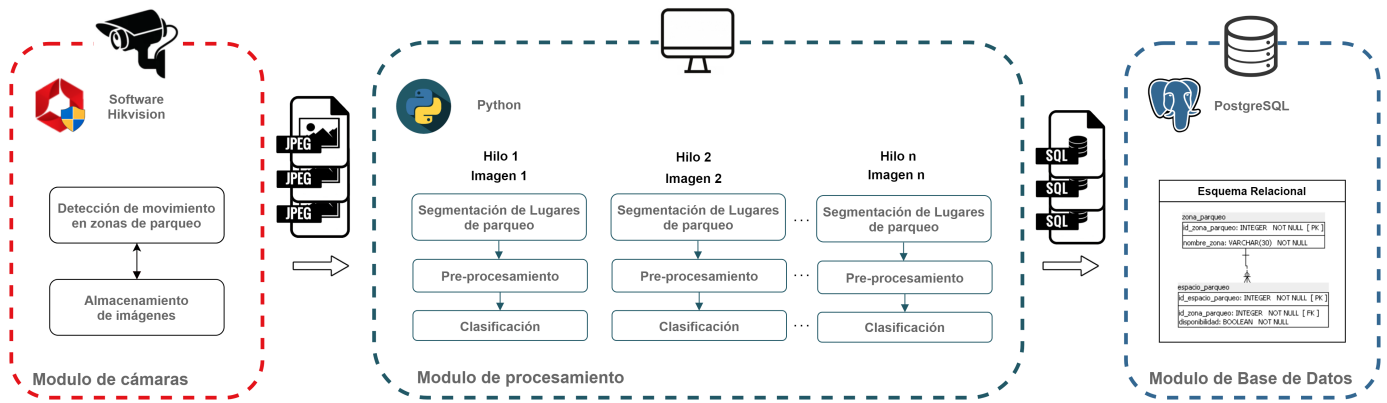 Software
Hikvision
Detección de movimiento
en zonas de parqueo
Almacenamiento
de imágenes
Modulo de cámaras
JPEG
JPEG
JPEG
Python
Hilo 1
Imagen 1
Segmentación de Lugares
de parqueo
Pre-procesamiento
Clasificación
Hilo 2
Imagen 2
Segmentación de Lugares
de parqueo
Pre-procesamiento
Clasificación
...
...
...
Hilo n
Imagen n
Segmentación de Lugares
de parqueo
Pre-procesamiento
Clasificación
Modulo de procesamiento
SQL
SQL
SQL
PostgreSQL
Esquema Relacional
zona_parqueo
id_zona_parqueo: INTEGER NOT NULL [ PK ]
nombre_zona: VARCHAR(30) NOT NULL
espacio_parqueo
id_espacio_parqueo: INTEGER NOT NULL [ PK ]
id_zona_parqueo: INTEGER NOT NULL [ FK ]
disponibilidad: BOOLEAN NOT NULL
Modulo de Base de Datos